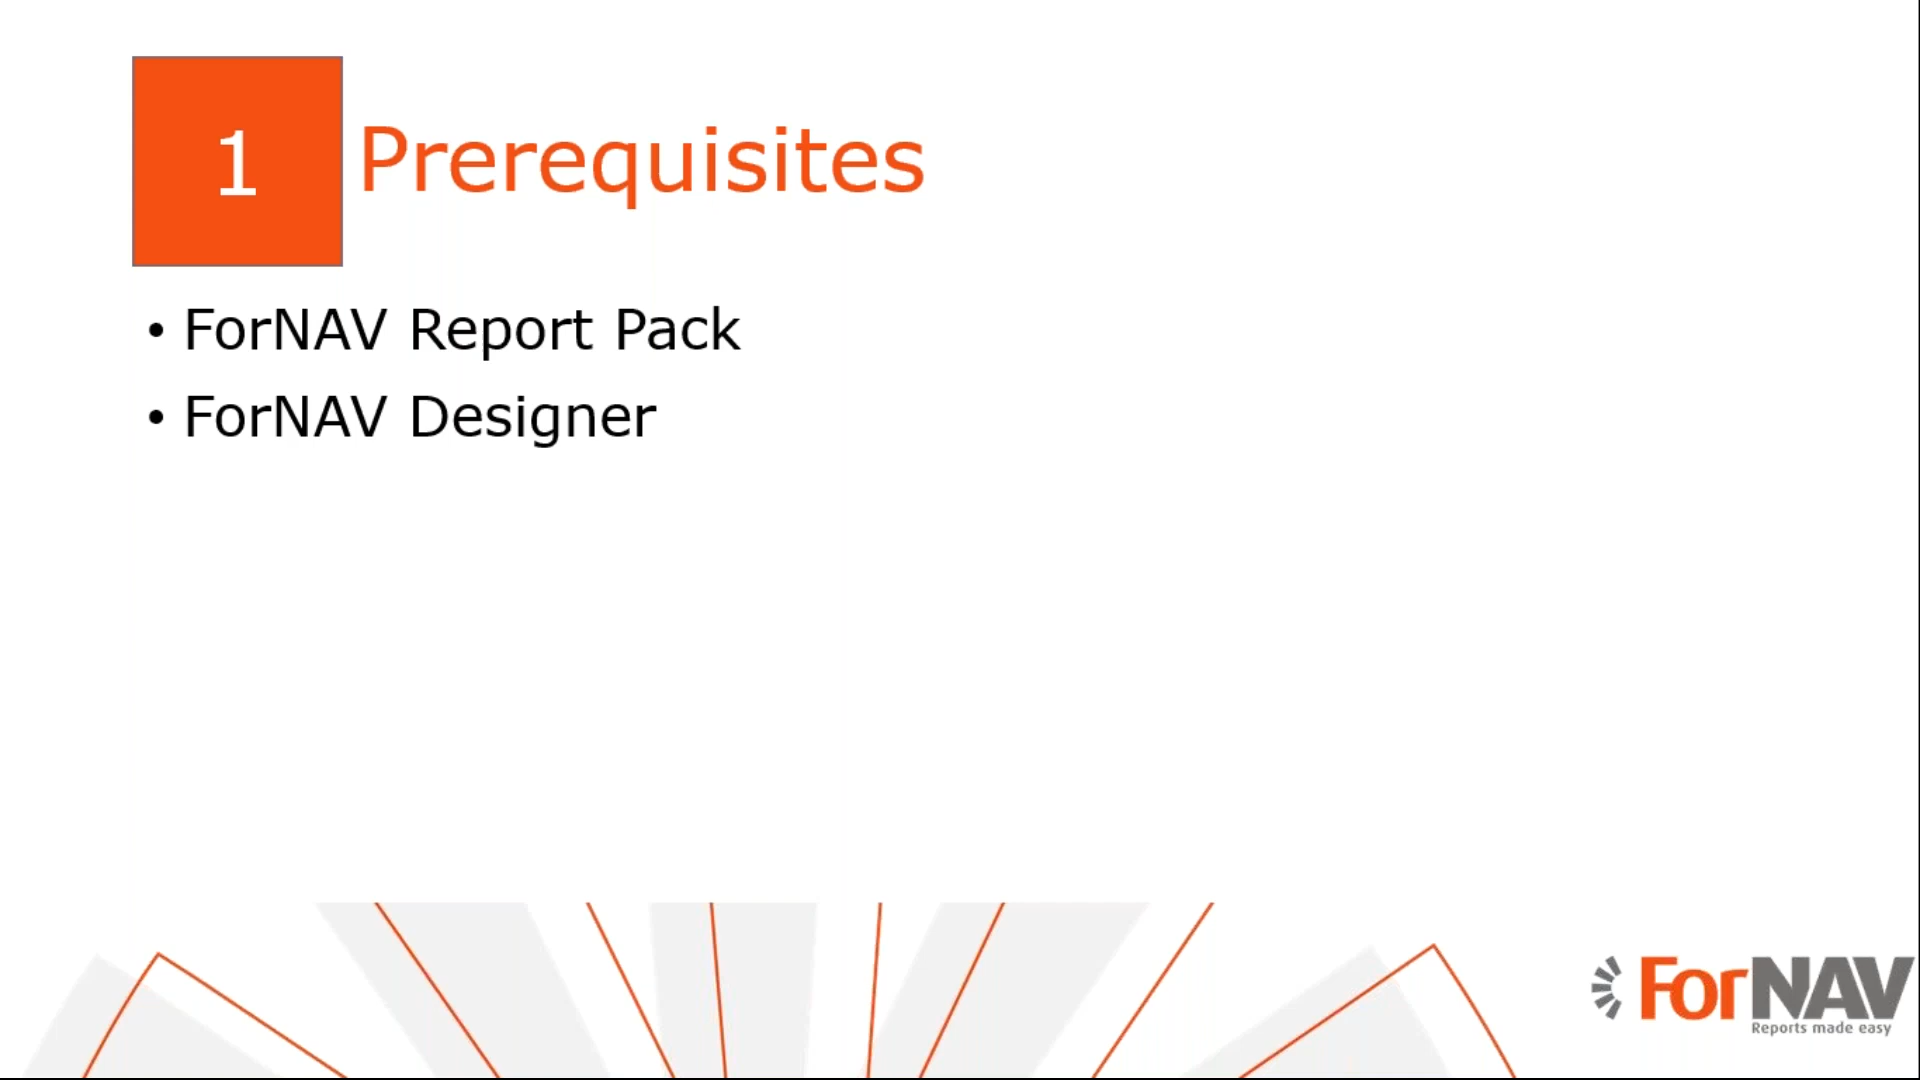 1
Prerequisites
• ForNAV Report Pack
• ForNAV Designer
ForNAV
Reports made easy